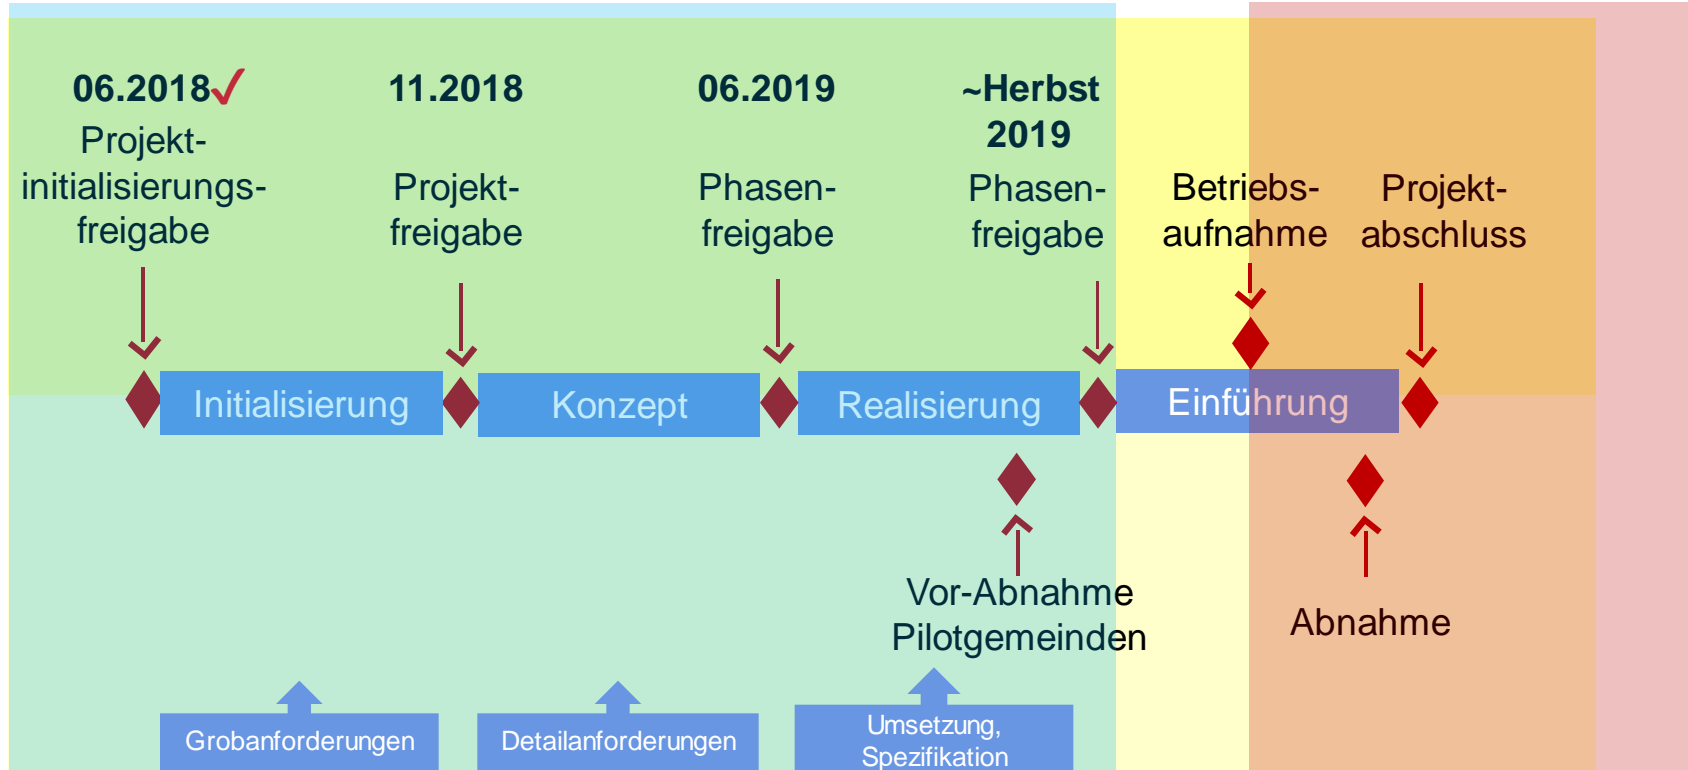 06.2018✓
Projekt-
initialisierungs-
freigabe
11.2018
Projekt-
freigabe
06.2019
Phasen-
freigabe
~Herbst
2019
Phasen-
freigabe
Betriebs-
aufnahme
Projekt-
abschluss
Initialisierung
Konzept
Realisierung
Einführung
Vor-Abnahme
Pilotgemeinden
Abnahme
Grobanforderungen
Detailanforderungen
Umsetzung,
Spezifikation